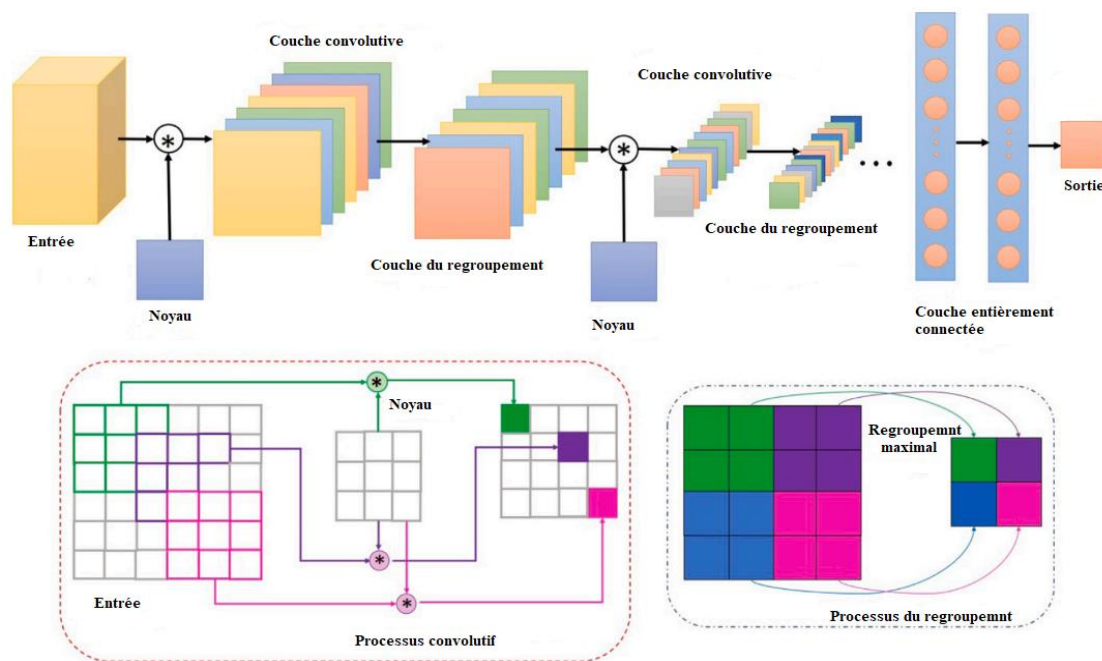 Couche convolutive
Couche convolutive
*
*
Entrée
Couche du regroupement
Couche du regroupement
Sortie
Noyau
Noyau
Couche entièrement
connectée
*
Noyau
*
*
Entrée
Processus convolutif
Regroupemnt
maximal
Processus du regroupemnt